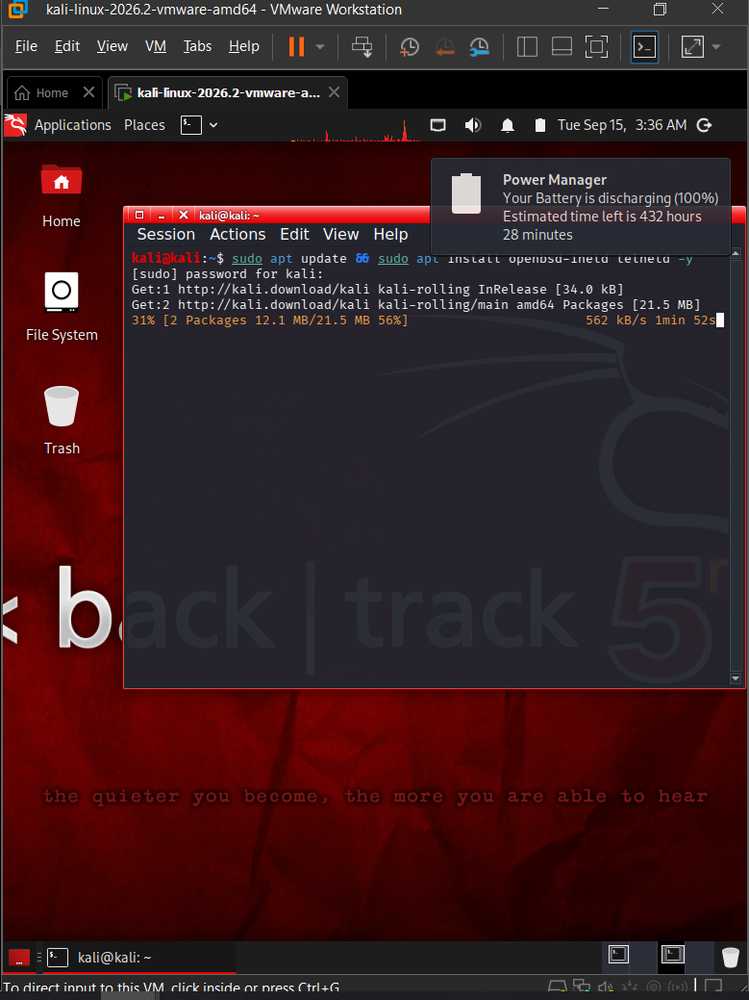 kali-linux-2026.2-vmware-amd64 - VMware Workstation
File Edit View VM Tabs Help
Home
kali-linux-2026.2-vmware-a...
Applications Places
Tue Sep 15, 3:36 AM
Home
File System
Trash
Power Manager
Your Battery is discharging (100%)
Estimated time left is 432 hours
28 minutes
kali@kali: ~
Session Actions Edit View Help
kali@kali:~$ sudo apt update && sudo apt install openbsd-inetd telnetd -y
[sudo] password for kali:
Get:1 http://kali.download/kali kali-rolling InRelease [34.0 kB]
Get:2 http://kali.download/kali kali-rolling/main amd64 Packages [21.5 MB]
31% [2 Packages 12.1 MB/21.5 MB 56%] 562 kB/s 1min 52s
< back | track 5 r
the quieter you become, the more you are able to hear
kali@kali: ~
To direct input to this VM, click inside or press Ctrl+G.